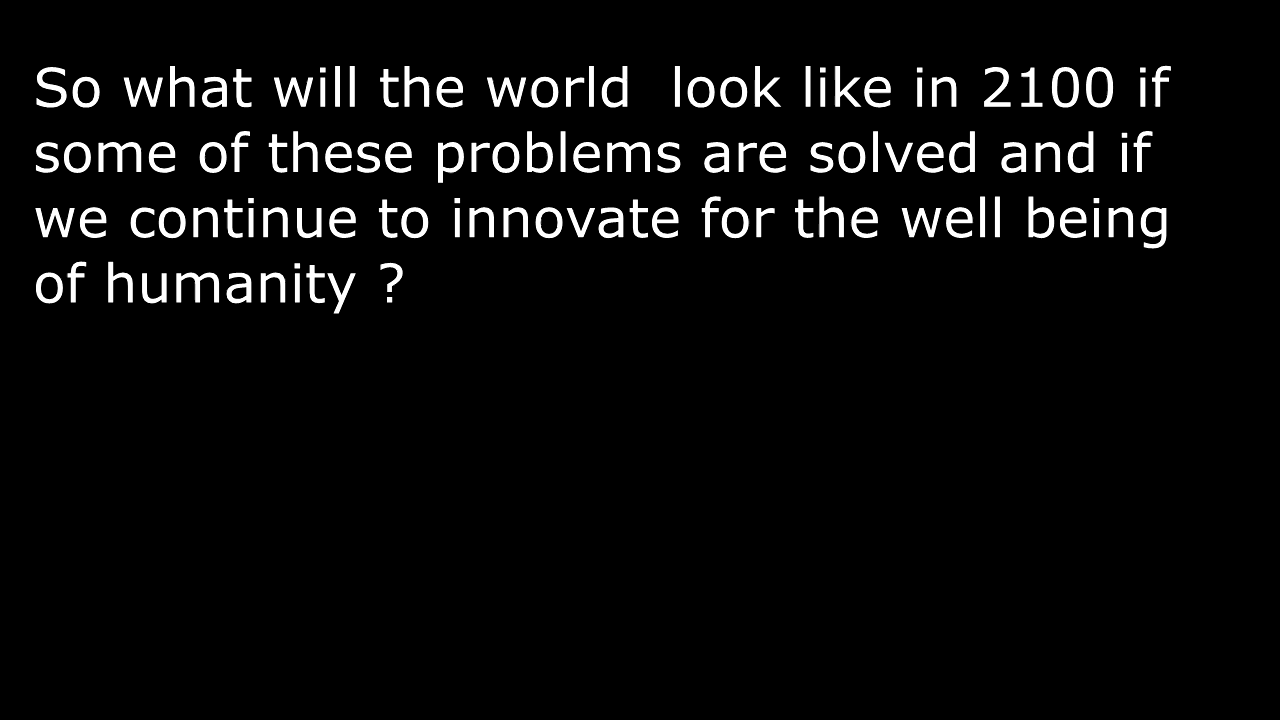 So what will the world  look like in 2100 if
some of these problems are solved and if
we continue to innovate for the well being
of humanity ?